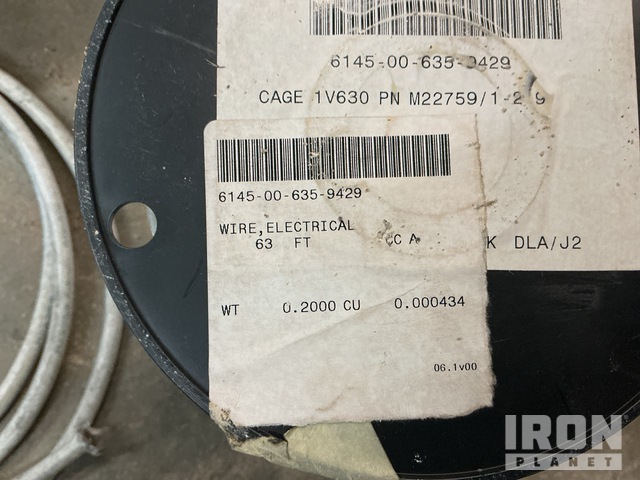 6145-00-635-9429
CAGE 1V630 PN M22759/1-2 9
6145-00-635-9429
WIRE,ELECTRICAL
63 FT CC A K DLA/J2
WT 0.2000 CU 0.000434
06.1v00
IRON
PLANET